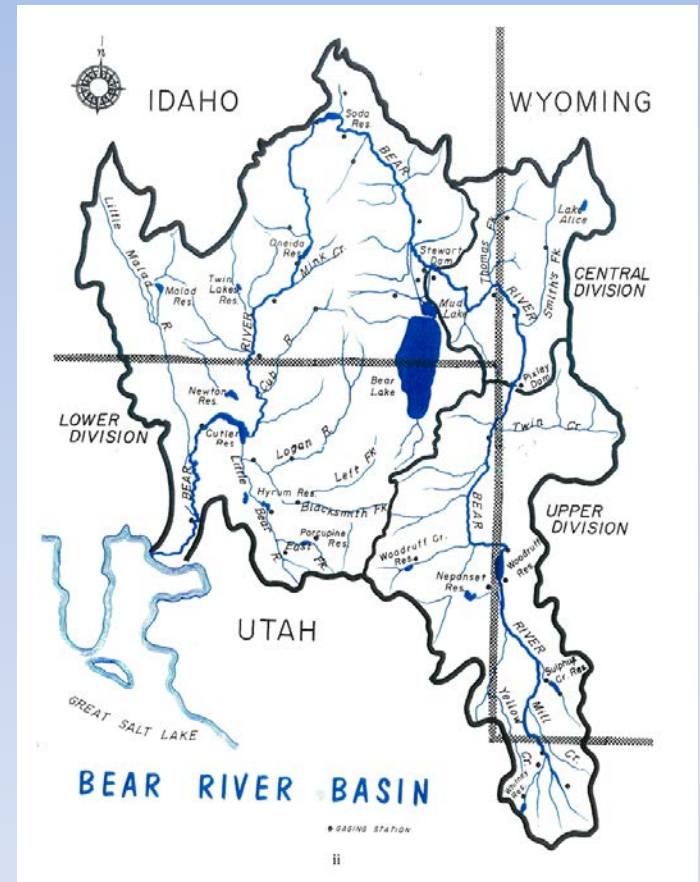 n
IDAHO
WYOMING
Soda
Res.
BEAR
Little
Malad
R
Lake
Alice
Thomas Fk
Smith's Fk.
Oneida
Res.
Mink Cr.
Stewart
Dam
CENTRAL
DIVISION
RIVER
Malad
Res.
Twin
Lakes
Res.
Mud
Lake
RIVER
Cub R
Pixley
Dam
Newton
Res.
Bear
Lake
LOWER
DIVISION
Cutler
Res.
Logan R
Twin Cr.
Left FK
BEAR
Little
Bear
R.
Hyrum Res.
Blacksmith FK
BEAR
UPPER
DIVISION
Porcupine
Res.
East FK
Woodruff Cr.
Res.
Woodruff
Res.
Neponset
Res.
UTAH
RIVER
Sulphur
Cr. Res.
GREAT SALT LAKE
Yellow
Cr.
Mill
Cr.
Whitney
Res.
BEAR RIVER BASIN
GAGING STATION
ii